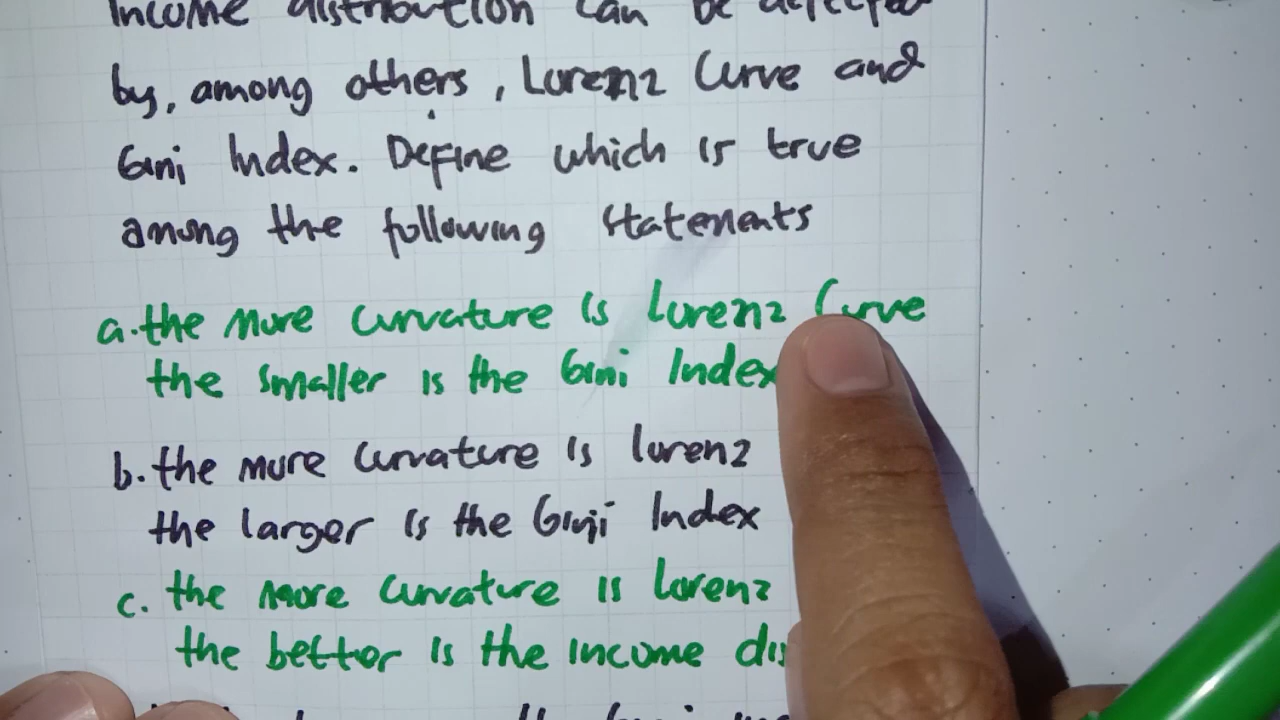 Income distribution can be detected
by, among others, Lorenz Curve and
Gini Index. Define which is true
among the following statements
a. the more curvature is Lorenz Curve
the smaller is the Gini Index
b. the more curvature is lorenz
the larger is the Gini Index
c. the more curvature is Lorenz
the better is the income dis